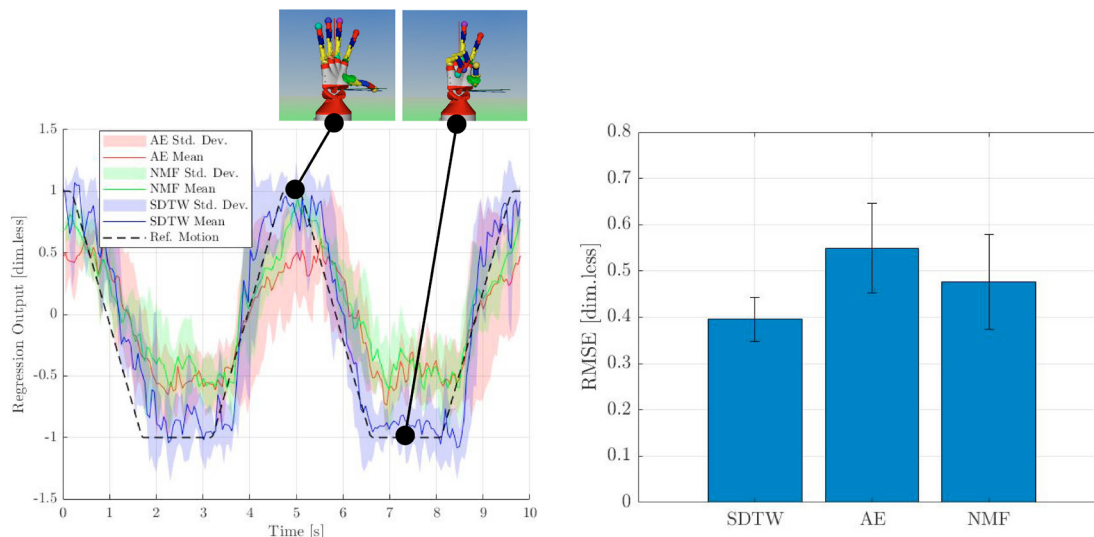 1.5
1
0.5
0
-0.5
-1
-1.5
Regression Output [dim.less]
AE Std. Dev.
AE Mean
NMF Std. Dev.
NMF Mean
SDTW Std. Dev.
SDTW Mean
Ref. Motion
0 1 2 3 4 5 6 7 8 9 10
Time [s]
0.8
0.7
0.6
0.5
0.4
0.3
0.2
0.1
0
RMSE [dim.less]
SDTW AE NMF